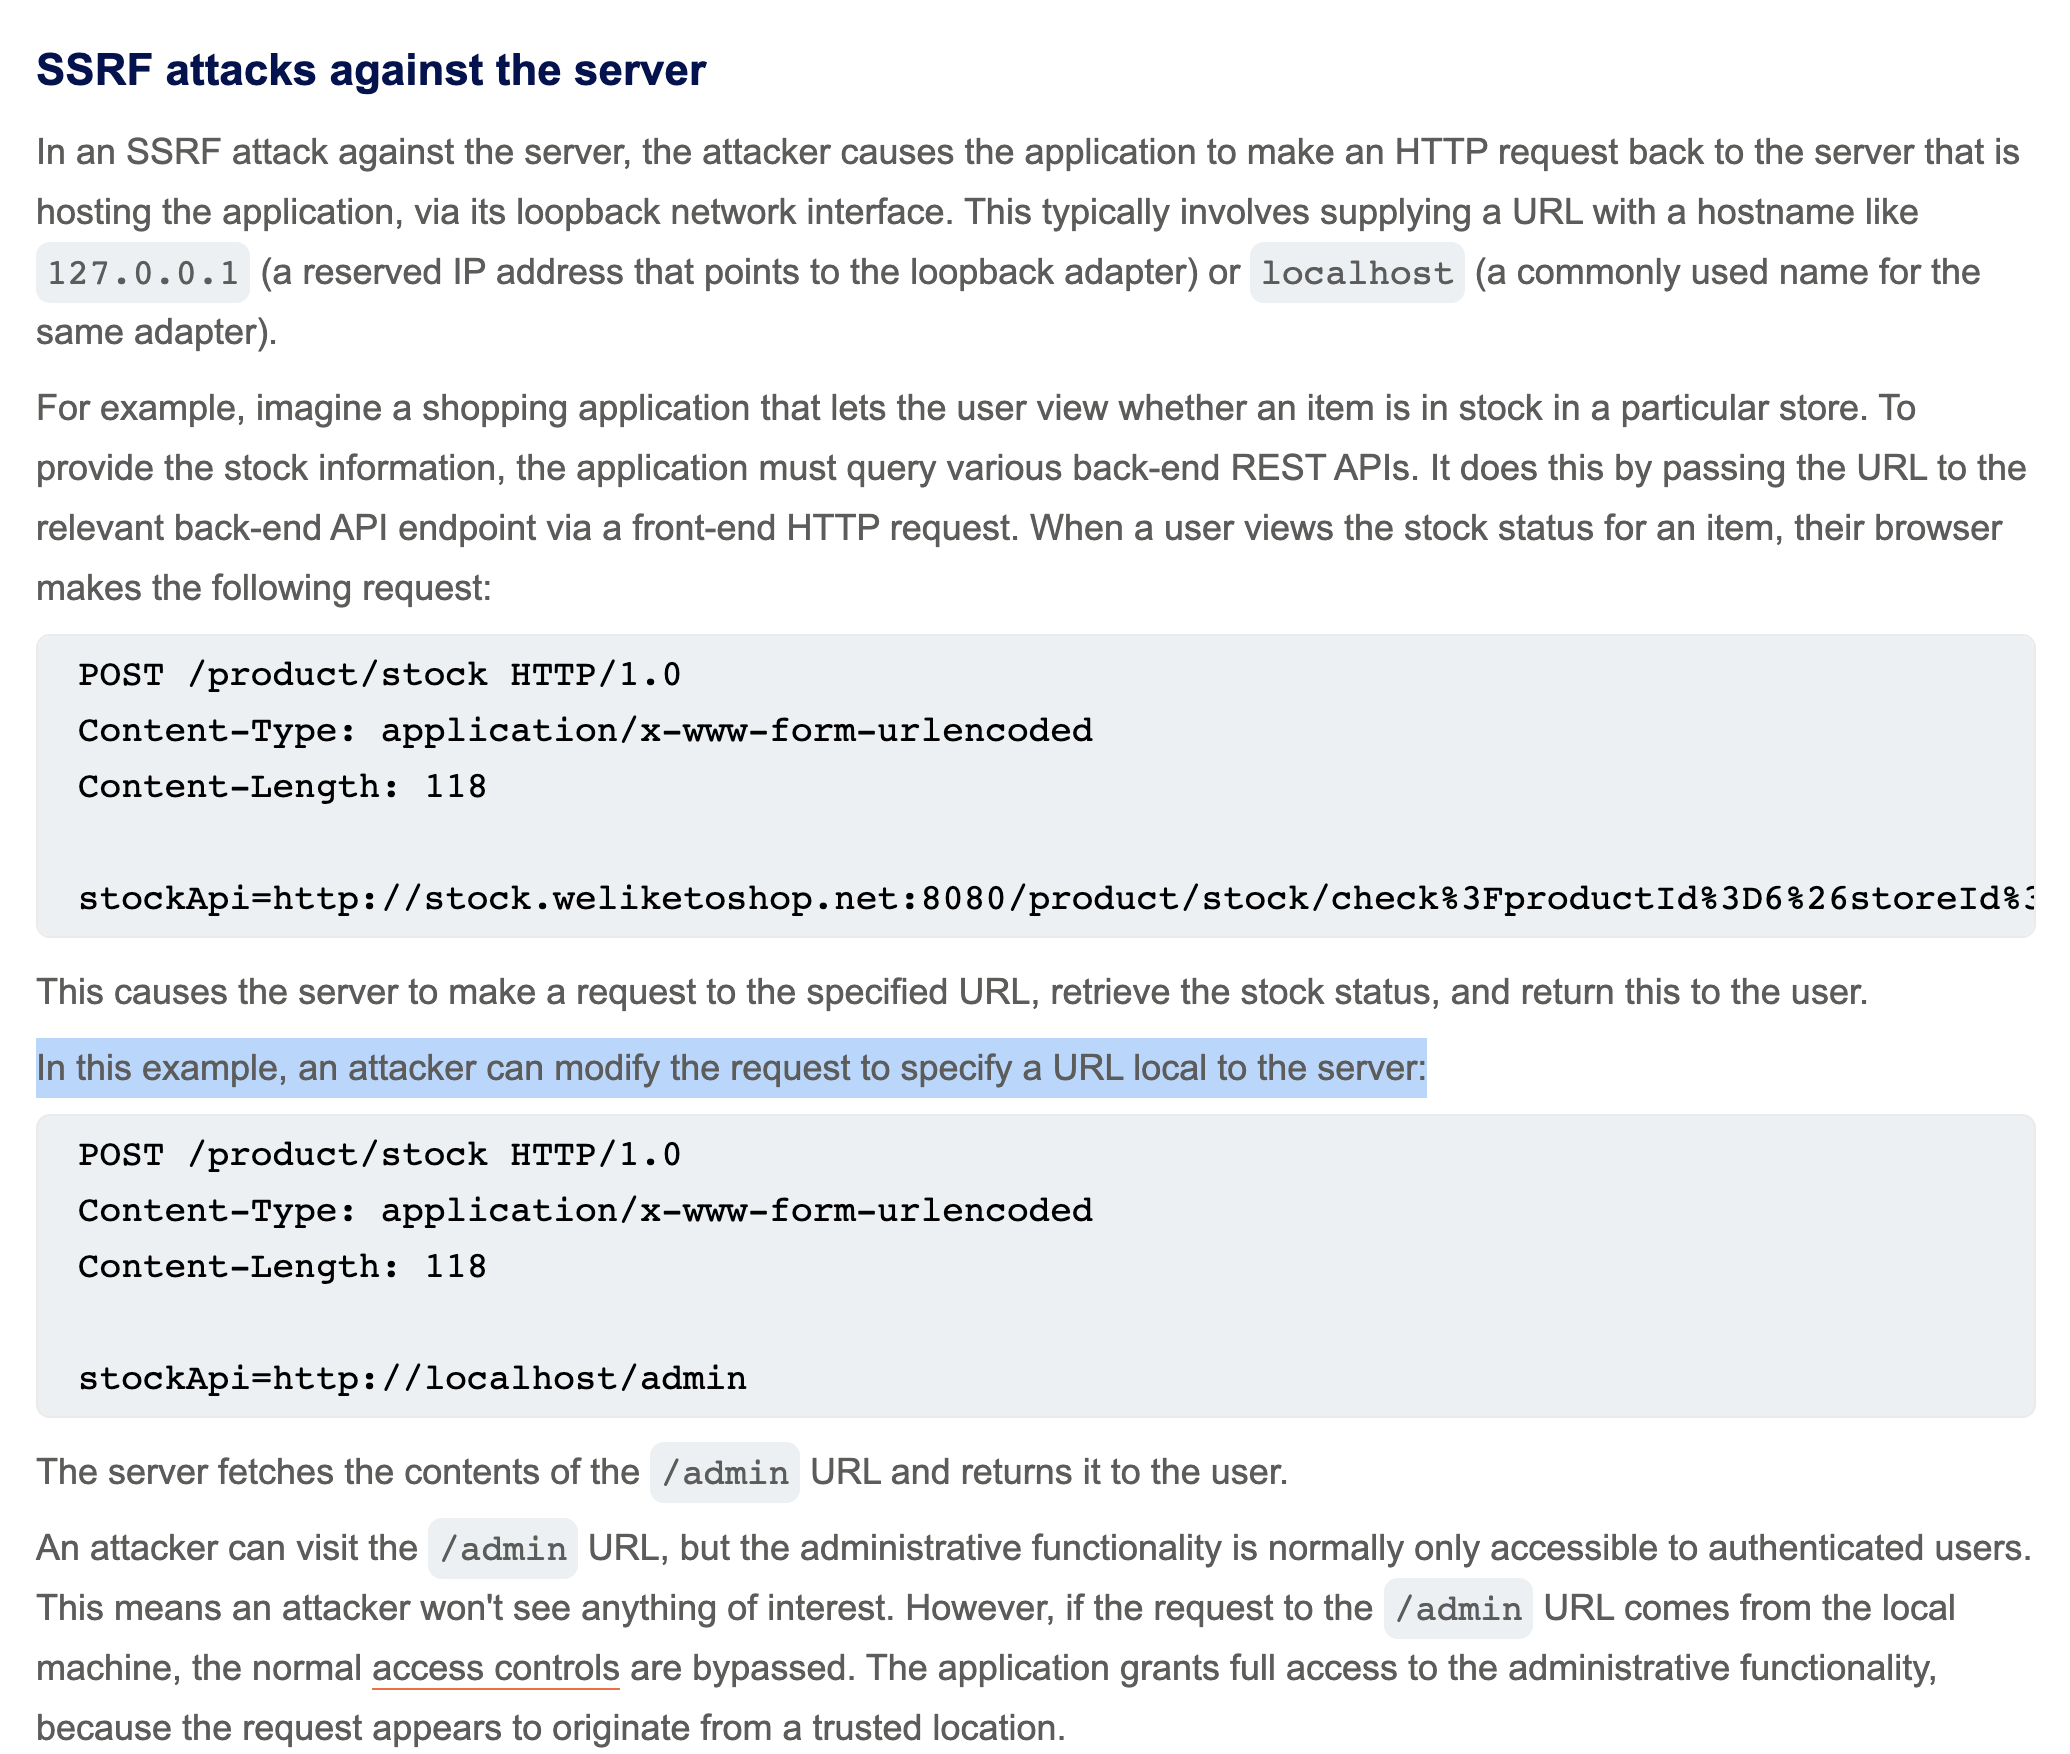 SSRF attacks against the server
In an SSRF attack against the server, the attacker causes the application to make an HTTP request back to the server that is
hosting the application, via its loopback network interface. This typically involves supplying a URL with a hostname like
127.0.0.1 (a reserved IP address that points to the loopback adapter) or localhost (a commonly used name for the
same adapter).
For example, imagine a shopping application that lets the user view whether an item is in stock in a particular store. To
provide the stock information, the application must query various back-end REST APIs. It does this by passing the URL to the
relevant back-end API endpoint via a front-end HTTP request. When a user views the stock status for an item, their browser
makes the following request:
POST /product/stock HTTP/1.0
Content-Type: application/x-www-form-urlencoded
Content-Length: 118
stockApi=http://stock.weliketoshop.net:8080/product/stock/check%3FproductId%3D6%26storeId%3
This causes the server to make a request to the specified URL, retrieve the stock status, and return this to the user.
In this example, an attacker can modify the request to specify a URL local to the server:
POST /product/stock HTTP/1.0
Content-Type: application/x-www-form-urlencoded
Content-Length: 118
stockApi=http://localhost/admin
The server fetches the contents of the /admin URL and returns it to the user.
An attacker can visit the /admin URL, but the administrative functionality is normally only accessible to authenticated users.
This means an attacker won't see anything of interest. However, if the request to the /admin URL comes from the local
machine, the normal access controls are bypassed. The application grants full access to the administrative functionality,
because the request appears to originate from a trusted location.